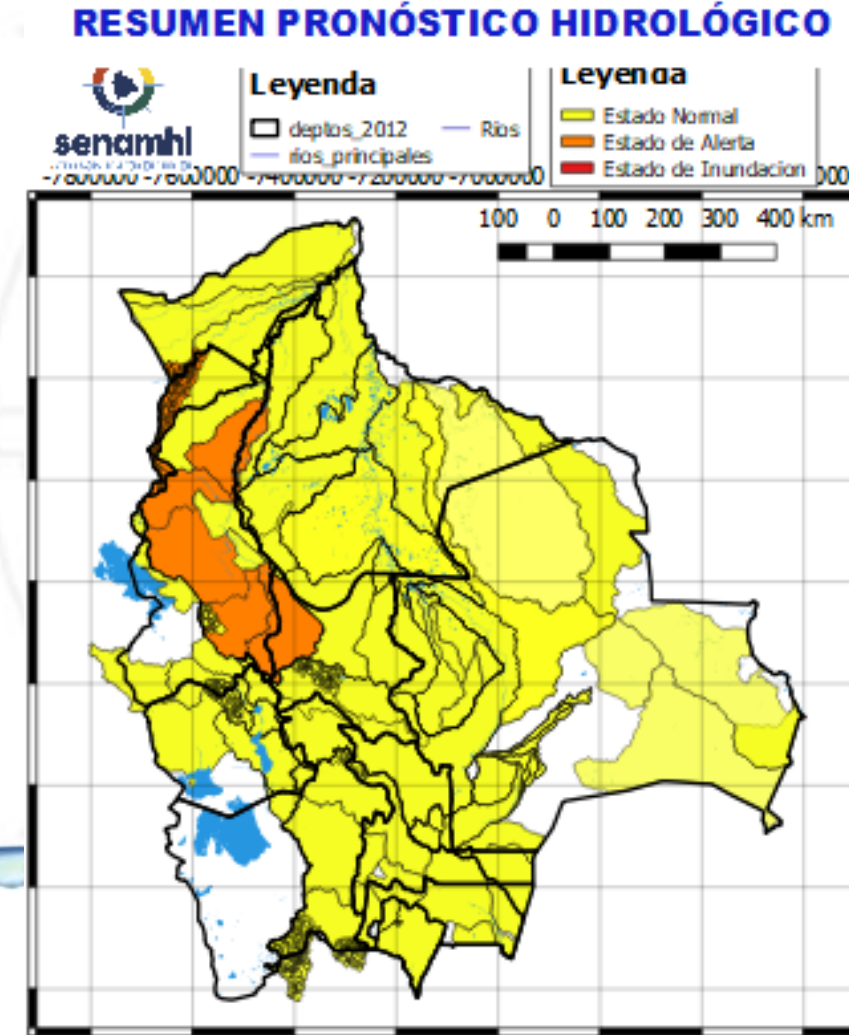 RESUMEN PRONÓSTICO HIDROLÓGICO
senamhi
Leyenda
deptos_2012
Rios
rios_principales
Leyenda
Estado Normal
Estado de Alerta
Estado de Inundacion
-7800000 -7600000 -7400000 -7200000 -7000000
100 0 100 200 300 400 km